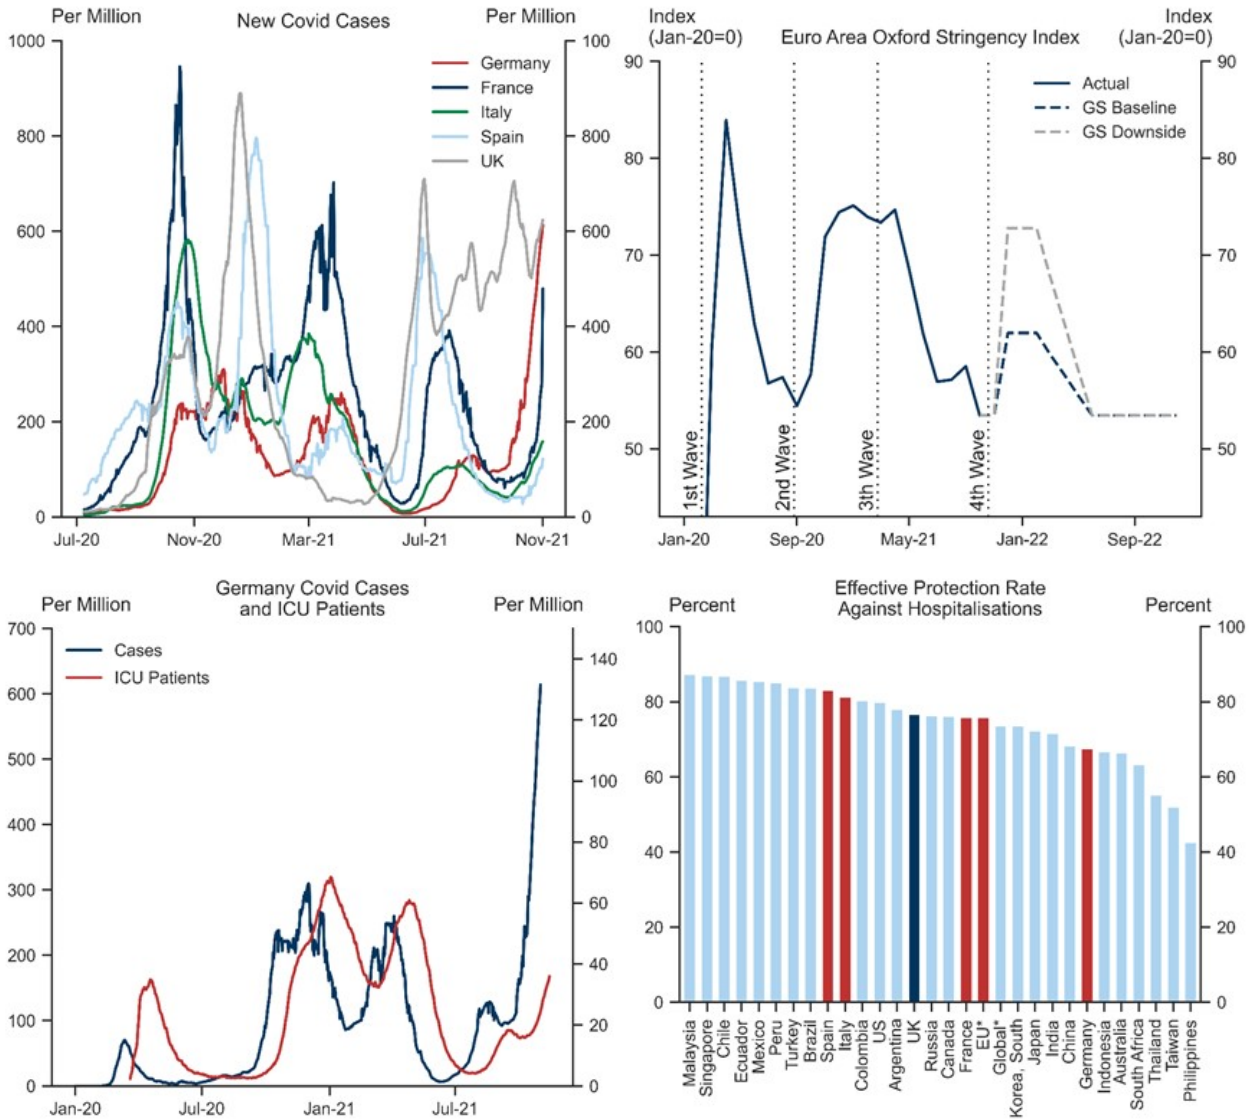 Per Million
New Covid Cases
Per Million
1000
800
600
400
200
0
100
800
600
400
200
0
Germany
France
Italy
Spain
UK
Jul-20
Nov-20
Mar-21
Jul-21
Nov-21
Index
(Jan-20=0)
Euro Area Oxford Stringency Index
Index
(Jan-20=0)
90
80
70
60
50
90
80
70
60
50
Actual
GS Baseline
GS Downside
1st Wave
2nd Wave
3th Wave
4th Wave
Jan-20
Sep-20
May-21
Jan-22
Sep-22
Per Million
Germany Covid Cases
and ICU Patients
Per Million
700
600
500
400
300
200
100
0
140
120
100
80
60
40
20
0
Cases
ICU Patients
Jan-20
Jul-20
Jan-21
Jul-21
Percent
Effective Protection Rate
Against Hospitalisations
Percent
100
80
60
40
20
0
100
80
60
40
20
0
Malaysia
Singapore
Chile
Ecuador
Mexico
Peru
Turkey
Brazil
Spain
Italy
Colombia
US
Argentina
UK
Russia
Canada
France
EU*
Global*
Korea, South
Japan
India
China
Germany
Indonesia
Australia
South Africa
Thailand
Taiwan
Philippines